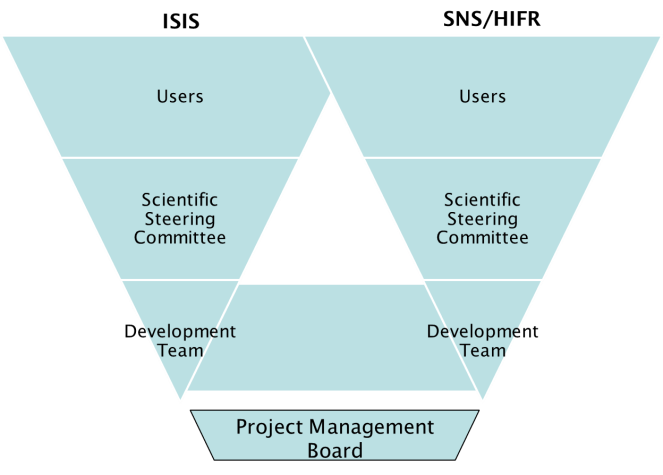 ISIS
SNS/HIFR
Users
Users
Scientific
Steering
Committee
Scientific
Steering
Committee
Development
Team
Development
Team
Project Management
Board